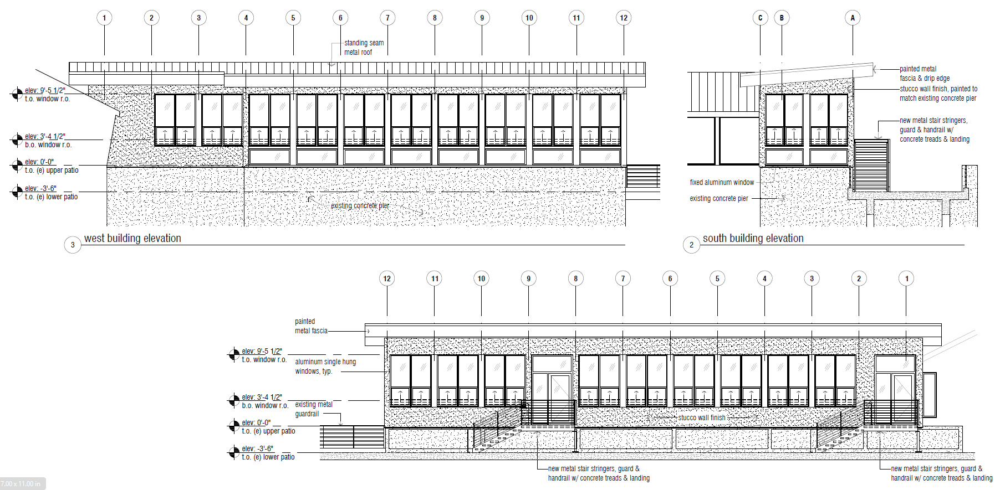 1 2 3 4 5 6 7 8 9 10 11 12
standing seam
metal roof
elev: 9'-5 1/2"
t.o. window r.o.
elev: 3'-4 1/2"
b.o. window r.o.
elev: 0'-0"
t.o. (e) upper patio
elev: -3'-6"
t.o. (e) lower patio
existing concrete pier
3 west building elevation
C B A
painted metal
fascia & drip edge
stucco wall finish, painted to
match existing concrete pier
new metal stair stringers,
guard & handrail w/
concrete treads & landing
fixed aluminum window
existing concrete pier
2 south building elevation
12 11 10 9 8 7 6 5 4 3 2 1
painted
metal fascia
elev: 9'-5 1/2"
t.o. window r.o.
aluminum single hung
windows, typ.
elev: 3'-4 1/2"
b.o. window r.o.
existing metal
guardrail
elev: 0'-0"
t.o. (e) upper patio
elev: -3'-6"
t.o. (e) lower patio
stucco wall finish
new metal stair stringers, guard &
handrail w/ concrete treads & landing
new metal stair stringers, guard &
handrail w/ concrete treads & landing
7.00 x 11.00 in